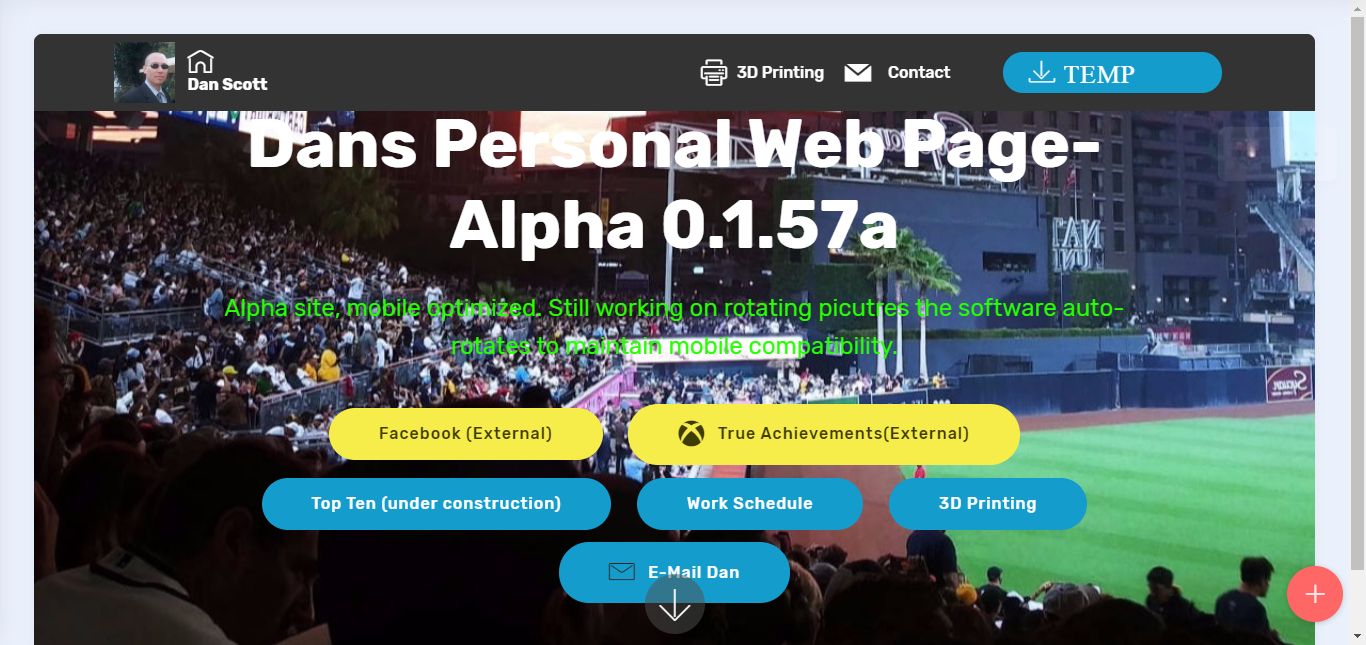 Dan Scott
3D Printing
Contact
TEMP
Dans Personal Web Page-
Alpha 0.1.57a
Alpha site, mobile optimized. Still working on rotating picutres the software auto-
rotates to maintain mobile compatibility.
Facebook (External)
True Achievements(External)
Top Ten (under construction)
Work Schedule
3D Printing
E-Mail Dan